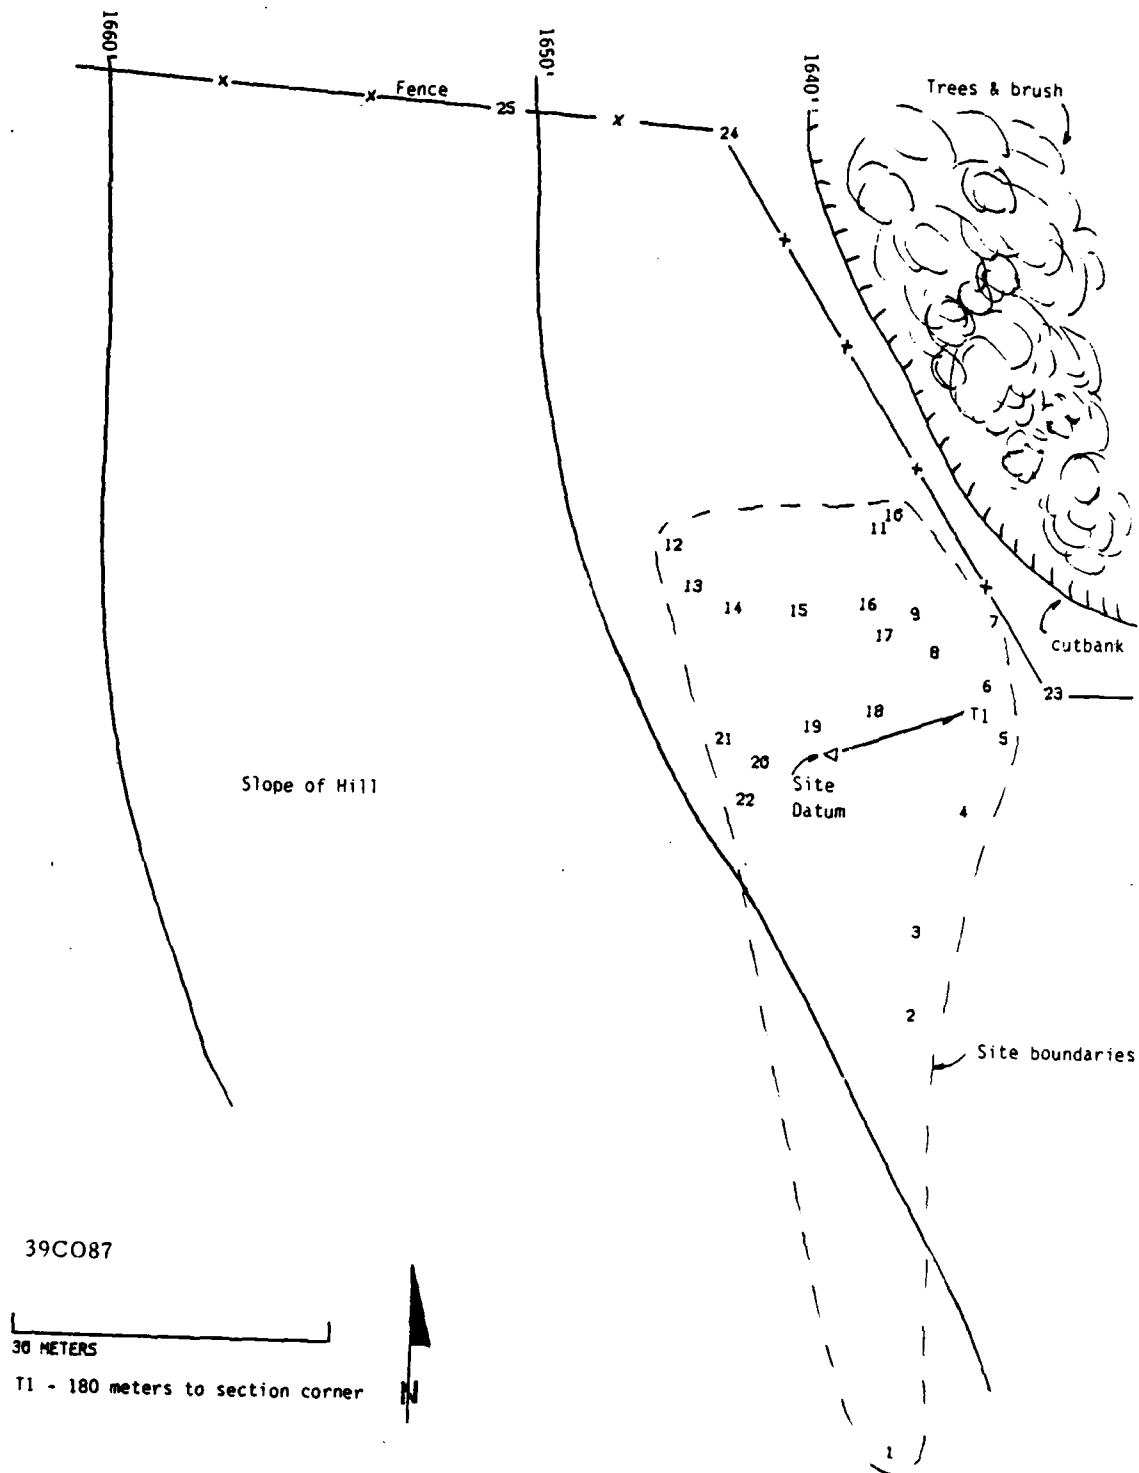 1660'
1650'
1640'
Trees & brush
Fence
25
24
10
11
12
13
14
15
16
9
7
17
8
cutbank
6
23
18
T1
19
5
21
20
Site
Datum
22
4
Slope of Hill
3
2
Site boundaries
39CO87
30 METERS
T1 - 180 meters to section corner
N
1